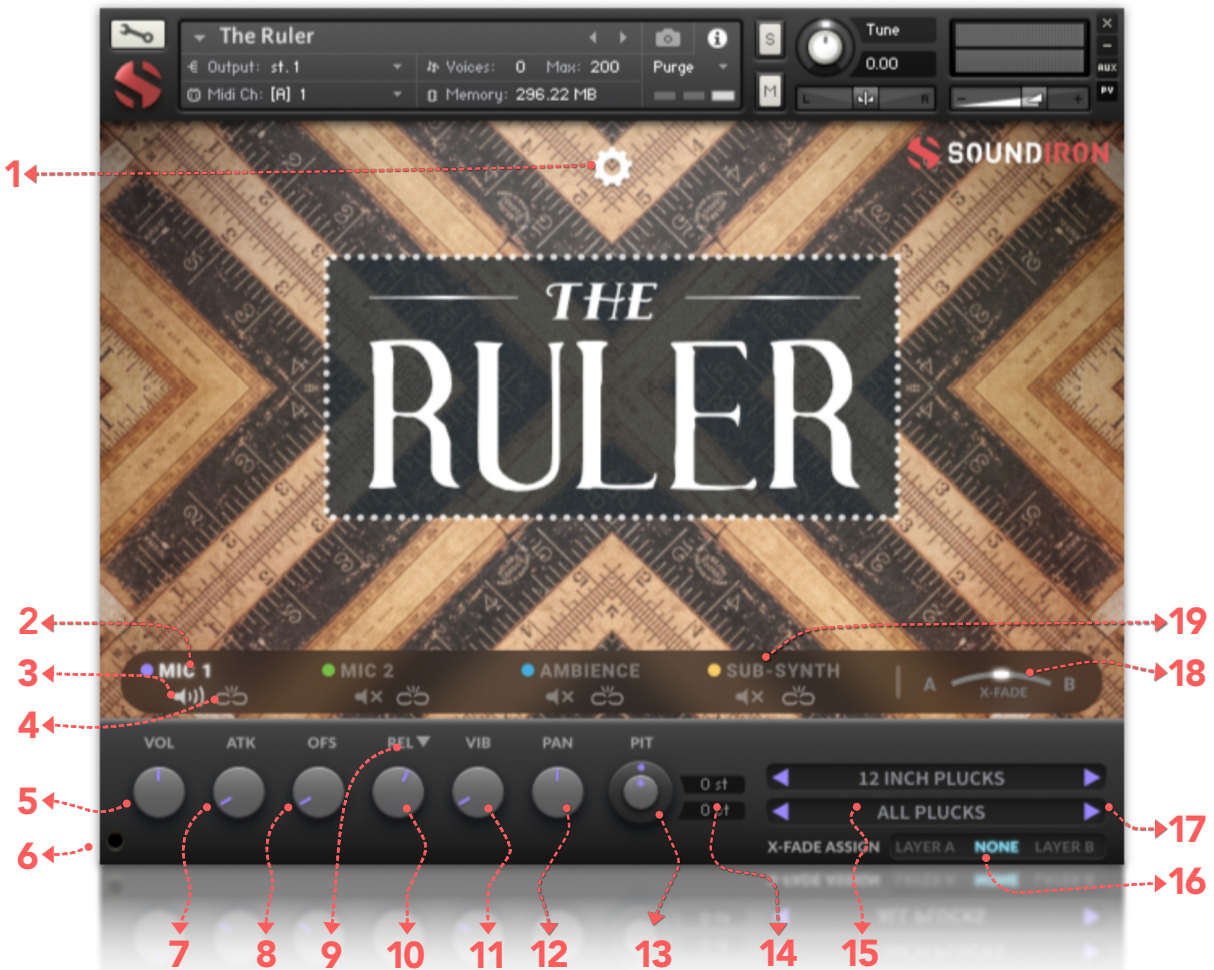 The Ruler
Output: st.1
Voices: 0 Max: 200
Purge
Midi Ch: [A] 1
Memory: 296.22 MB
S
M
Tune
0.00
L
R
-
+
×
-
AUX
PV
SOUNDIRON
1
THE
RULER
2
3
4
MIC 1
MIC 2
AMBIENCE
SUB-SYNTH
A
X-FADE
B
19
18
VOL
ATK
OFS
REL
VIB
PAN
PIT
0 st
0 st
12 INCH PLUCKS
ALL PLUCKS
X-FADE ASSIGN
LAYER A
NONE
LAYER B
5
6
17
16
7
8
9
10
11
12
13
14
15